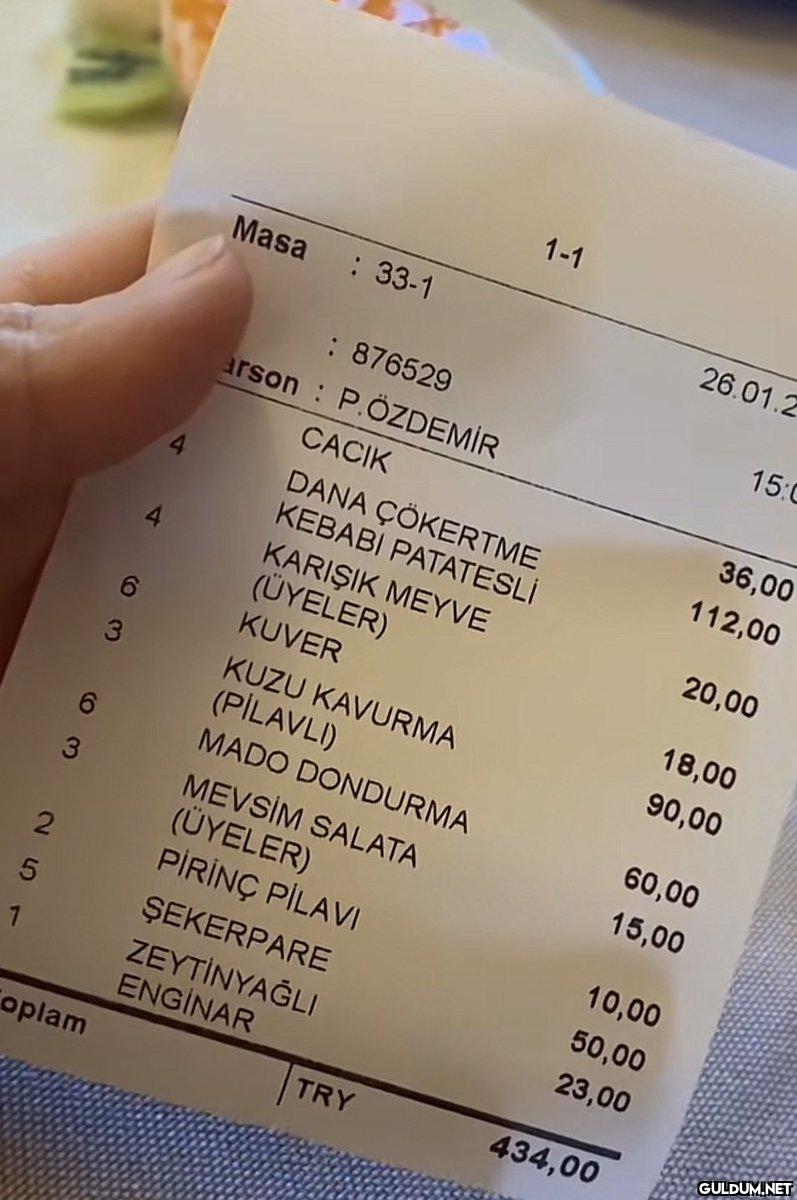 1-1
Masa : 33-1
: 876529 26.01.2
arson : P.ÖZDEMİR 15:0
4 CACIK 36,00
4 DANA ÇÖKERTME 112,00
KEBABI PATATESLİ
KARIŞIK MEYVE 20,00
(ÜYELER)
6 KUVER 18,00
3 KUZU KAVURMA 90,00
(PİLAVLI)
6 MADO DONDURMA 60,00
3 MEVSİM SALATA 15,00
(ÜYELER)
2 PİRİNÇ PİLAVI 10,00
5 ŞEKERPARE 50,00
1 ZEYTİNYAĞLI 23,00
ENGİNAR
oplam TRY 434,00
GULDUM.NET